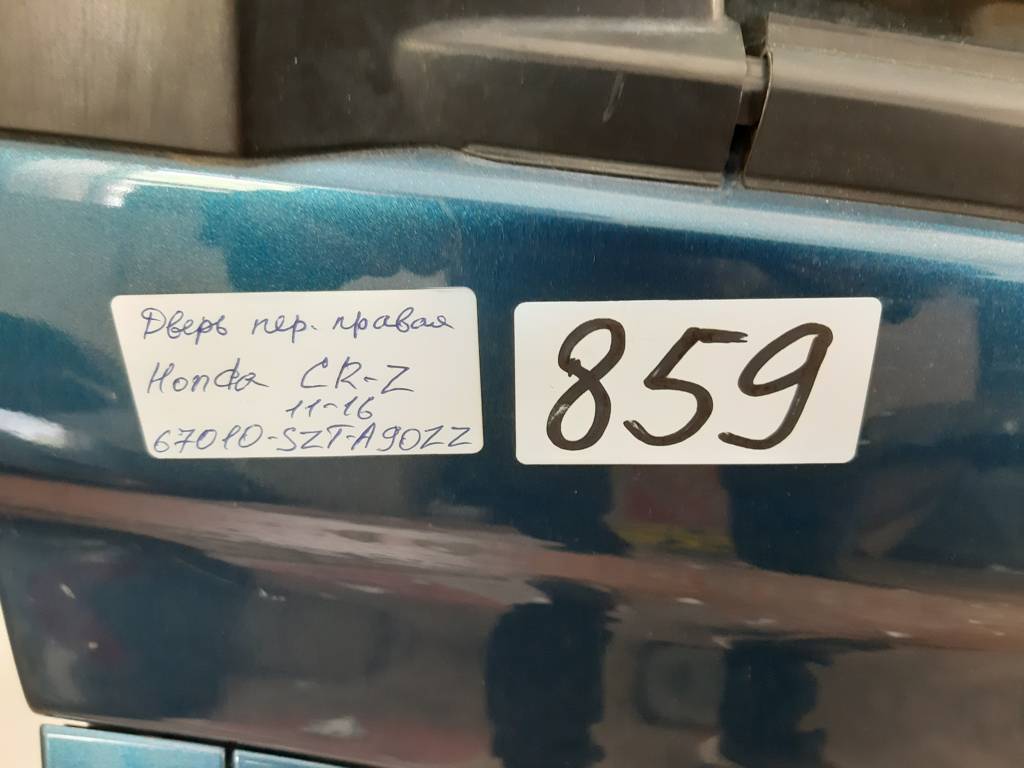 Дверь пер. правая
Honda CR-Z
11-16
67010-SZT-A90ZZ
859